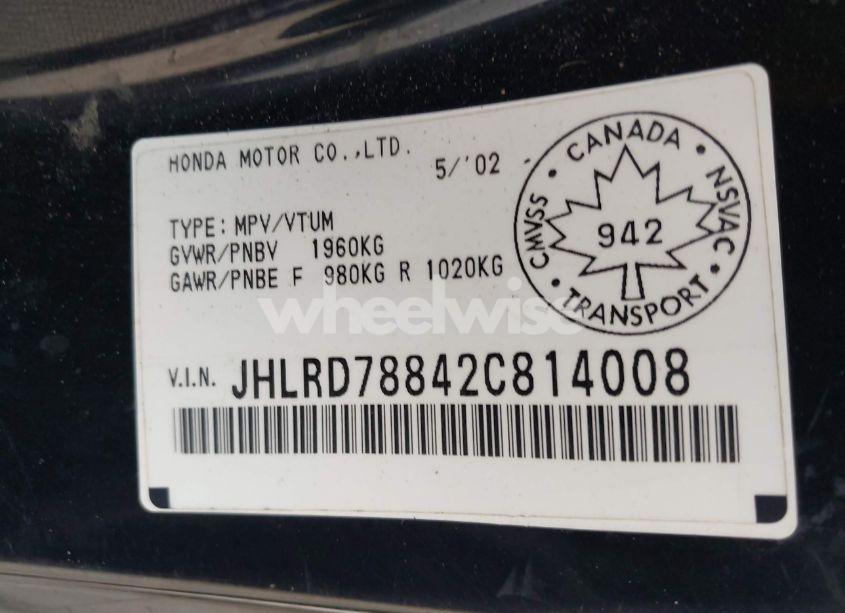 HONDA MOTOR CO.,LTD.
5/'02
TYPE: MPV/VTUM
GVWR/PNBV 1960KG
GAWR/PNBE F 980KG R 1020KG
V.I.N. JHLRD78842C814008
CANADA • NSVAC • TRANSPORT • CMVSS •
942
wheelwise